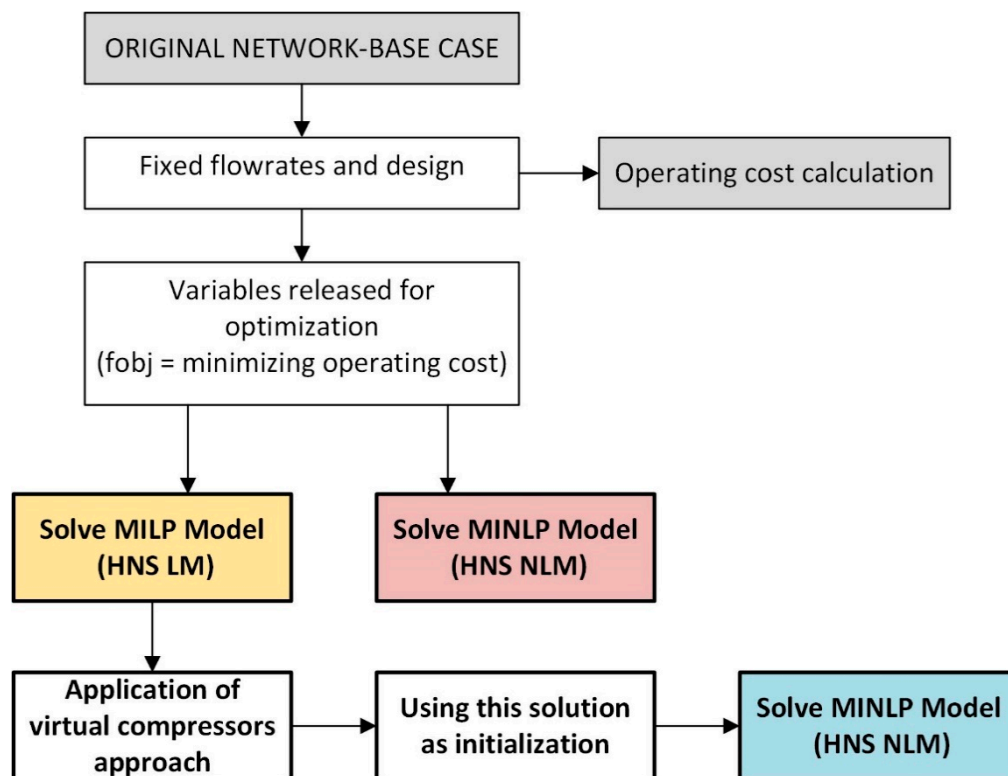 ORIGINAL NETWORK-BASE CASE
Fixed flowrates and design
Operating cost calculation
Variables released for
optimization
(fobj = minimizing operating cost)
Solve MILP Model
(HNS LM)
Solve MINLP Model
(HNS NLM)
Application of
virtual compressors
approach
Using this solution
as initialization
Solve MINLP Model
(HNS NLM)